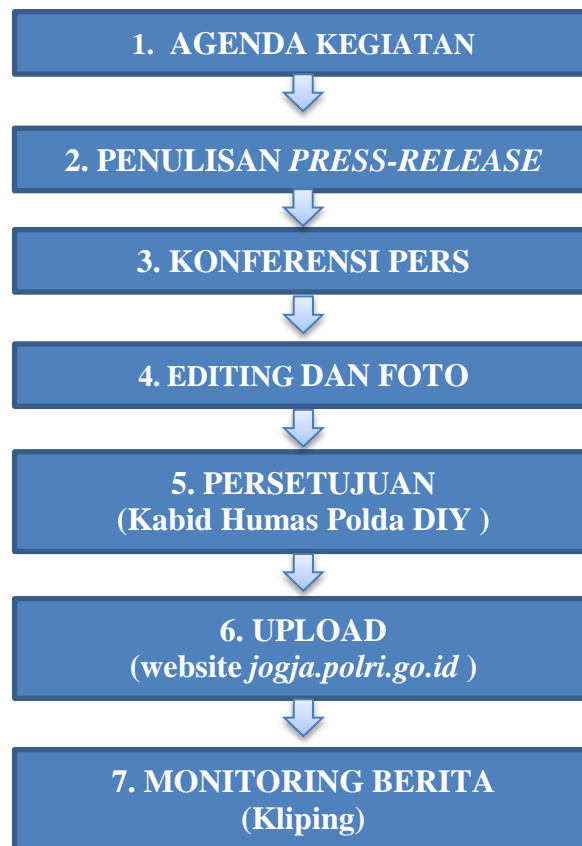 1. AGENDA KEGIATAN
2. PENULISAN PRESS-RELEASE
3. KONFERENSI PERS
4. EDITING DAN FOTO
5. PERSETUJUAN
(Kabid Humas Polda DIY )
6. UPLOAD
(website jogja.polri.go.id )
7. MONITORING BERITA
(Kliping)